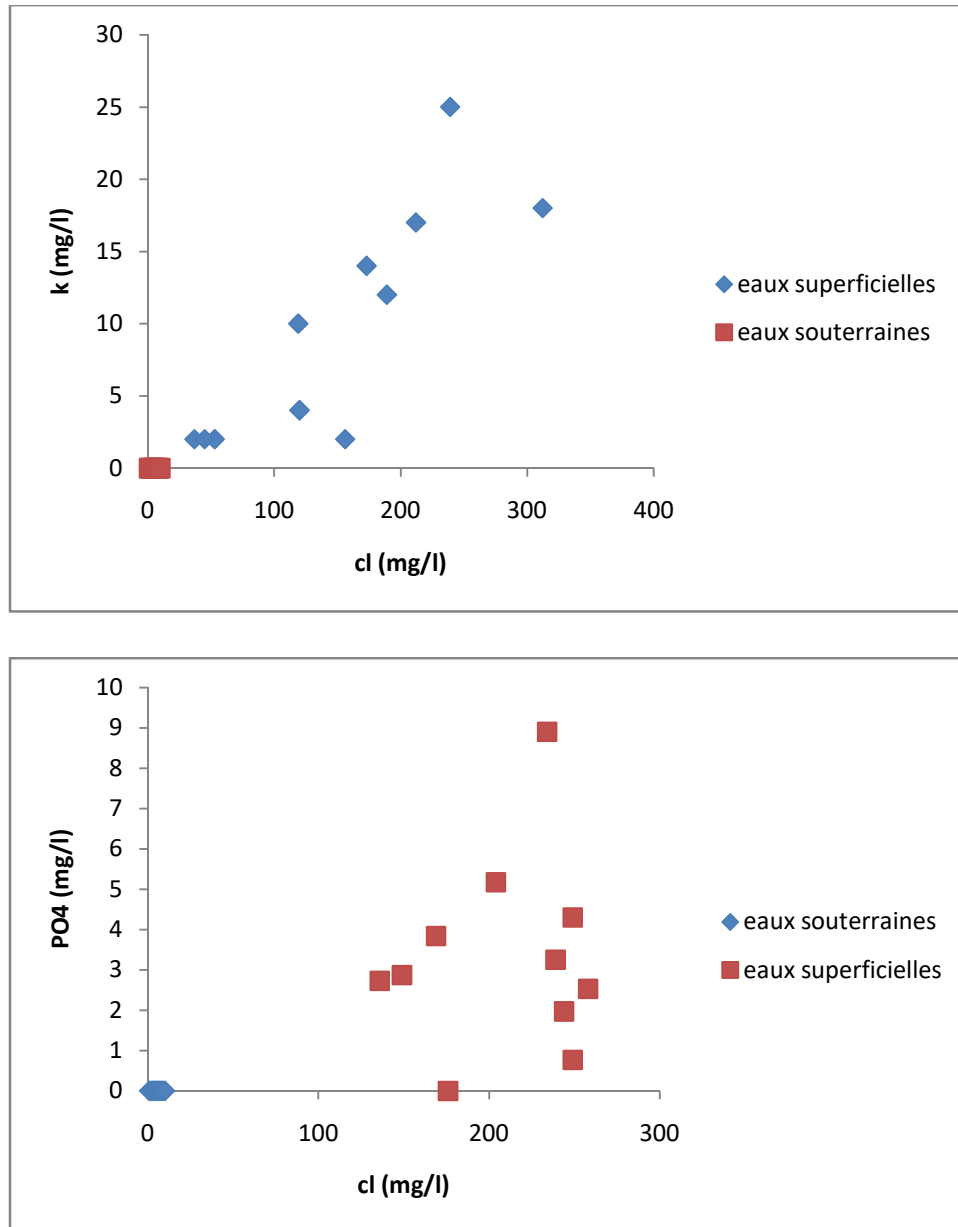 30
25
20
15
10
5
0
k (mg/l)
0 100 200 300 400
cl (mg/l)
eaux superficielles
eaux souterraines
10
9
8
7
6
5
4
3
2
1
0
PO4 (mg/l)
0 100 200 300
cl (mg/l)
eaux souterraines
eaux superficielles